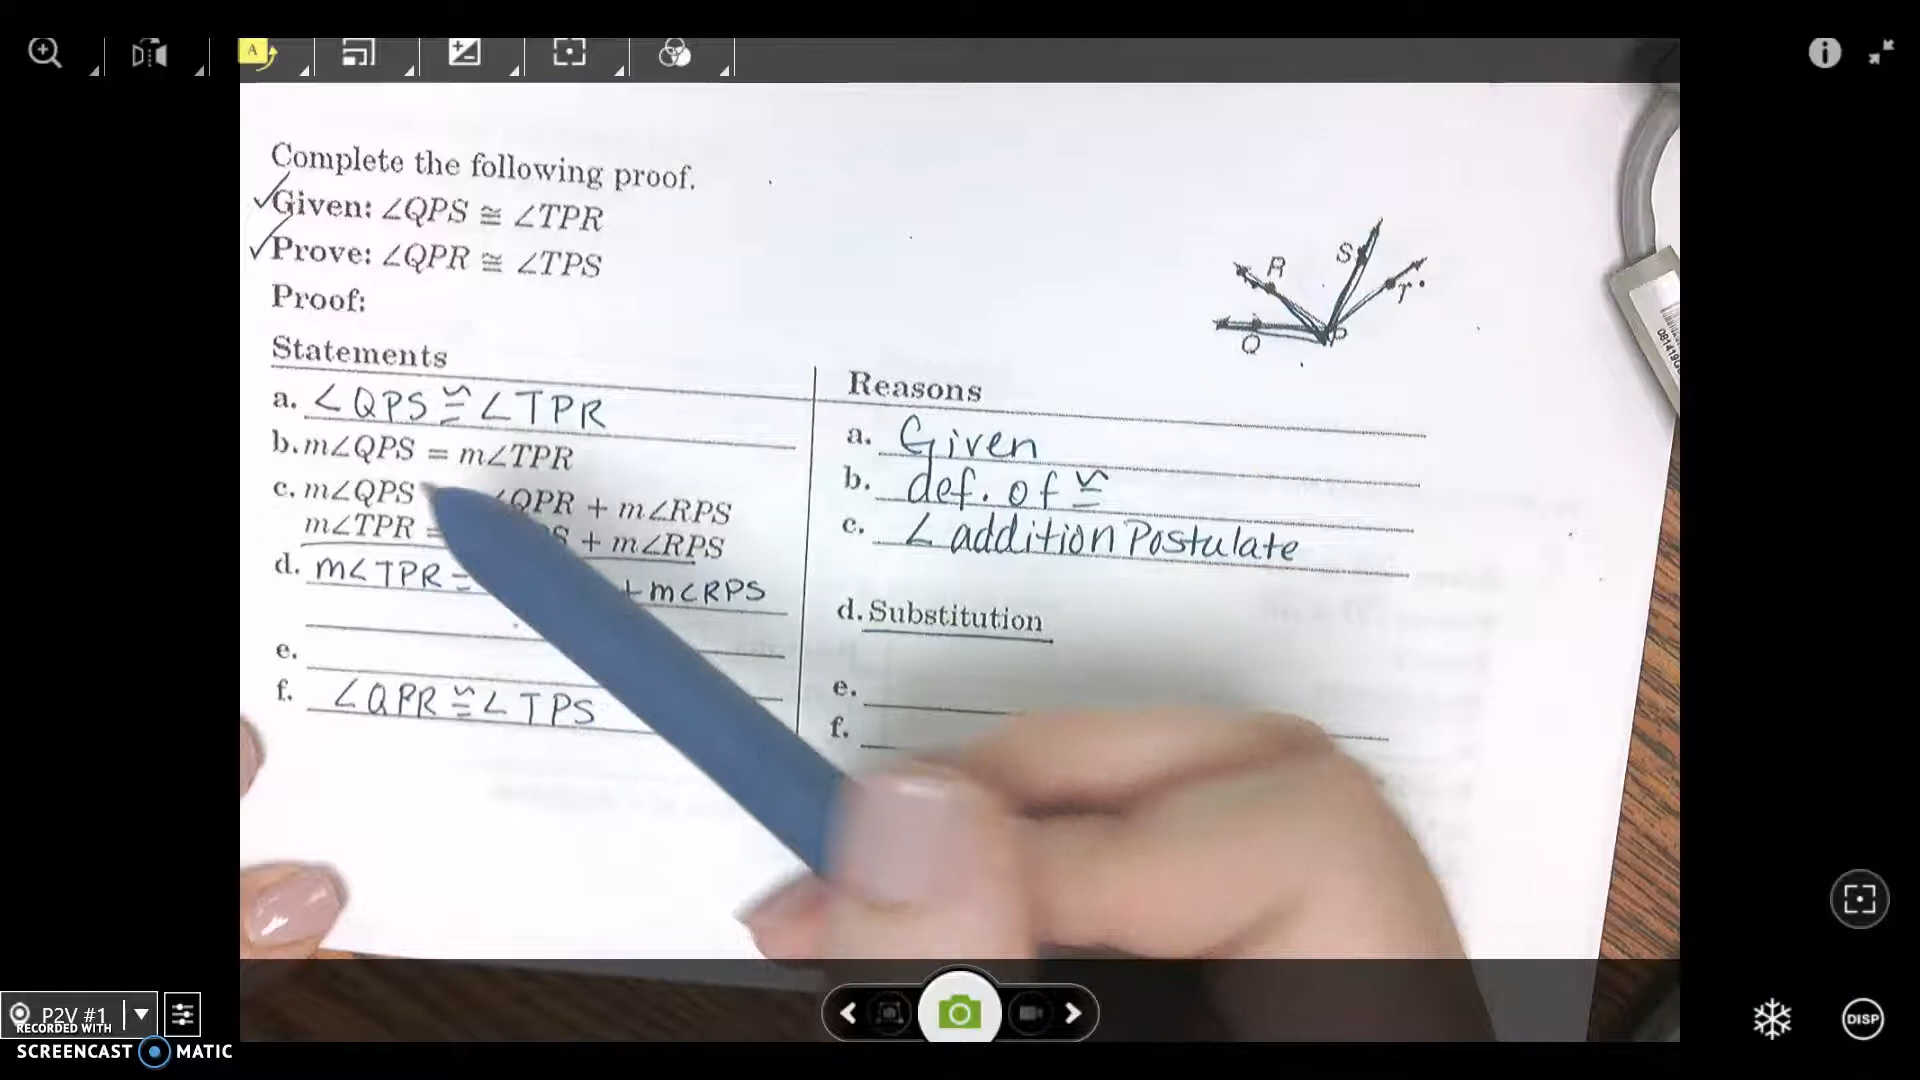 A
Complete the following proof.
Given: ∠QPS ≅ ∠TPR
Prove: ∠QPR ≅ ∠TPS
Proof:
R
S
T
Q
P
Statements
Reasons
a. ∠QPS ≅ ∠TPR
a. Given
b. m∠QPS = m∠TPR
b. def. of ≅
c. m∠QPS ∠QPR + m∠RPS
m∠TPR = S + m∠RPS
c. ∠ addition Postulate
d. m∠TPR = + m∠RPS
d. Substitution
e.
e.
f. ∠QPR ≅ ∠TPS
f.
P2V #1
RECORDED WITH
SCREENCAST MATIC
DISP